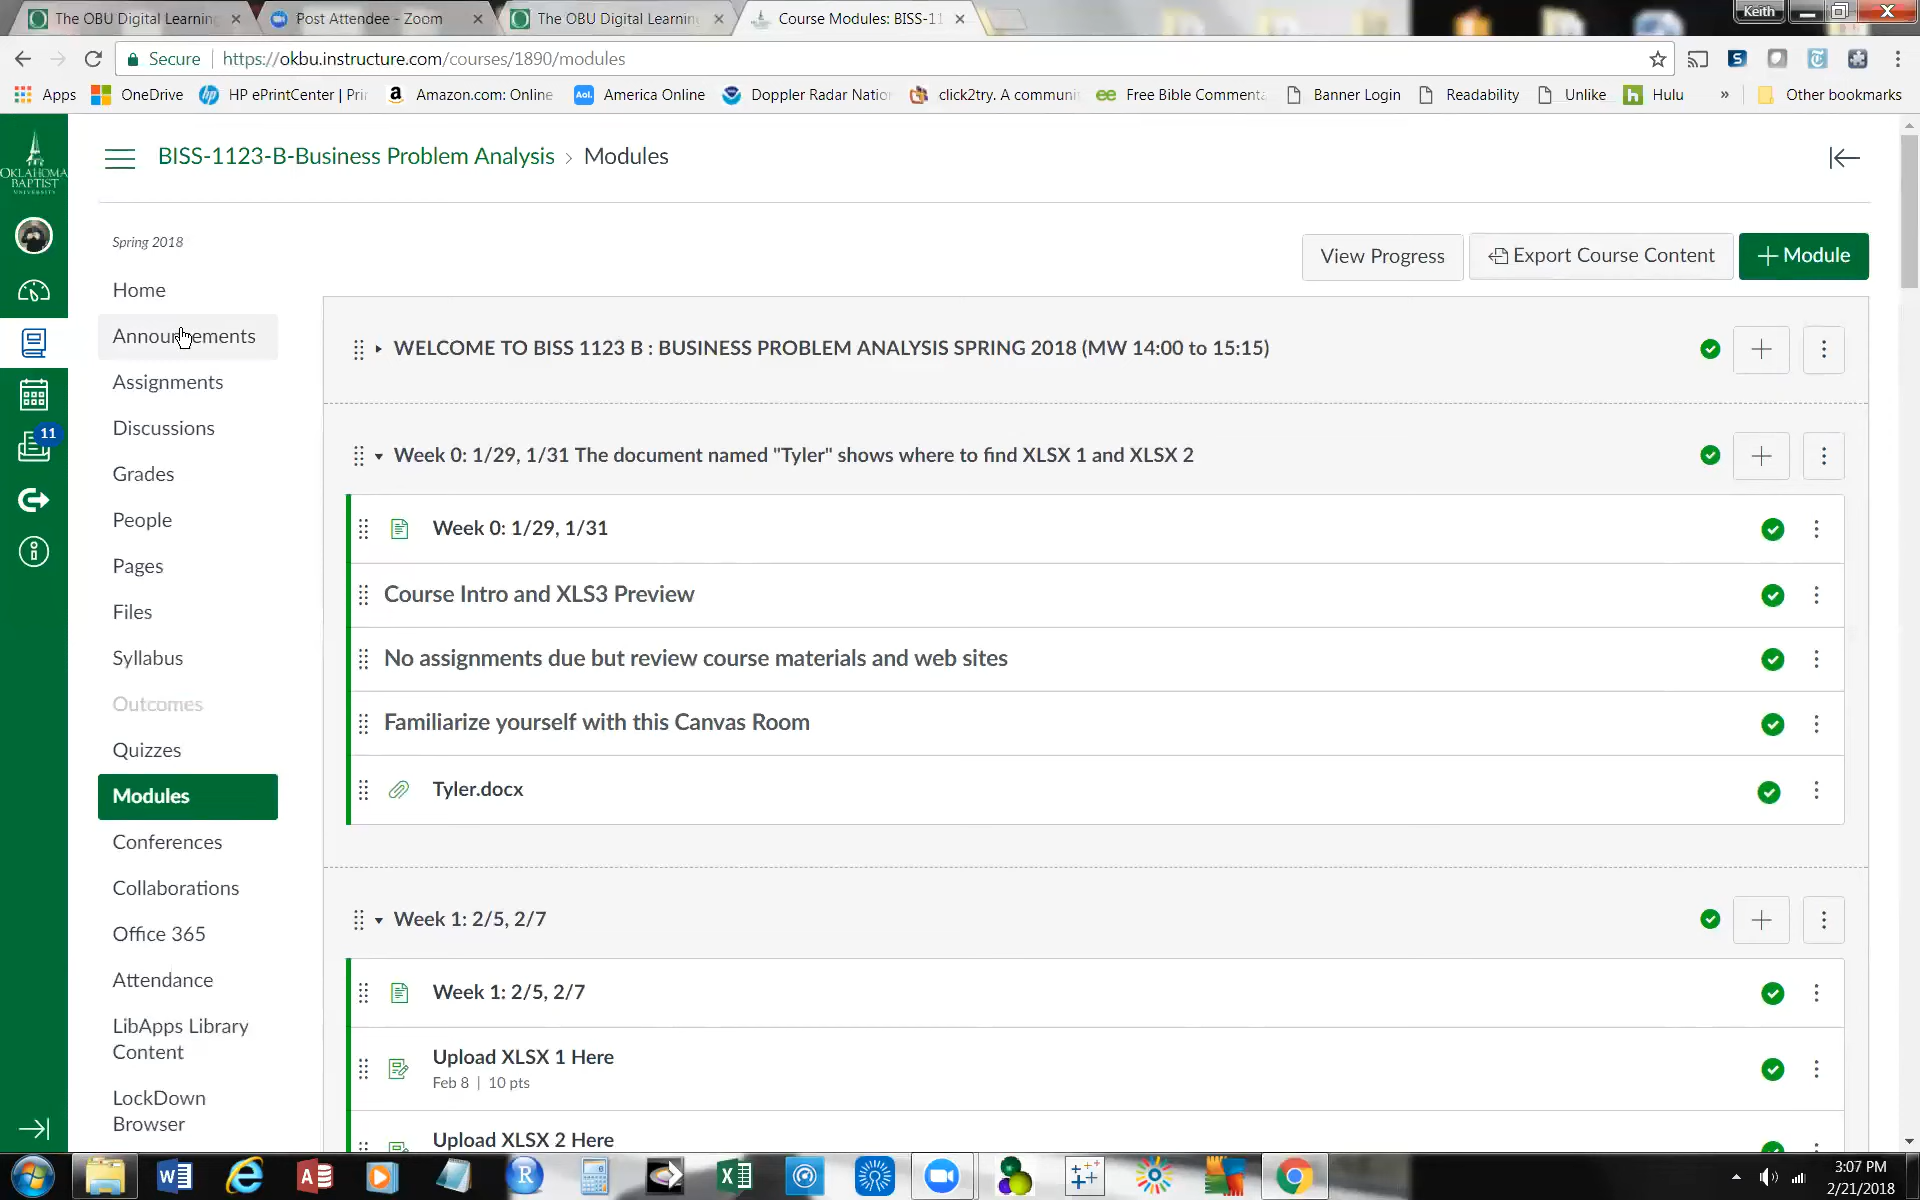 The OBU Digital Learning
Post Attendee - Zoom
The OBU Digital Learning
Course Modules: BISS-11
Keith
Secure
https://okbu.instructure.com/courses/1890/modules
Apps
OneDrive
HP ePrintCenter | Pri
Amazon.com: Online
Aol.
America Online
Doppler Radar Natio
click2try. A communi
Free Bible Commenta
Banner Login
Readability
Unlike
Hulu
»
Other bookmarks
OKLAHOMA
BAPTIST
UNIVERSITY
BISS-1123-B-Business Problem Analysis › Modules
Spring 2018
View Progress
Export Course Content
+ Module
Home
Announcements
Assignments
Discussions
Grades
People
Pages
Files
Syllabus
Outcomes
Quizzes
Modules
Conferences
Collaborations
Office 365
Attendance
LibApps Library
Content
LockDown
Browser
11
WELCOME TO BISS 1123 B : BUSINESS PROBLEM ANALYSIS SPRING 2018 (MW 14:00 to 15:15)
Week 0: 1/29, 1/31 The document named "Tyler" shows where to find XLSX 1 and XLSX 2
Week 0: 1/29, 1/31
Course Intro and XLS3 Preview
No assignments due but review course materials and web sites
Familiarize yourself with this Canvas Room
Tyler.docx
Week 1: 2/5, 2/7
Week 1: 2/5, 2/7
Upload XLSX 1 Here
Feb 8 | 10 pts
Upload XLSX 2 Here
3:07 PM
2/21/2018